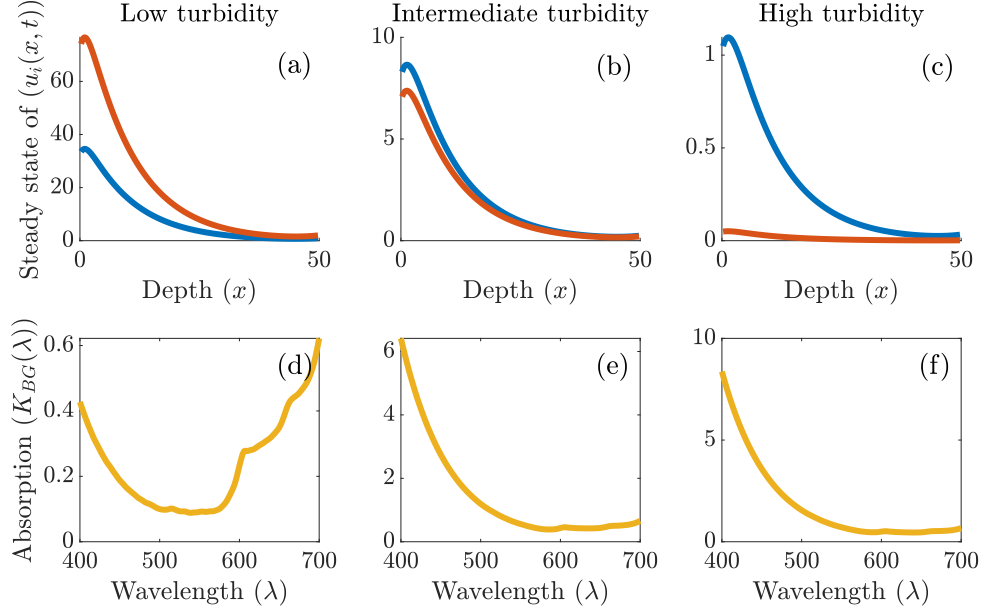 Low turbidity
Intermediate turbidity
High turbidity
Steady state of (u_i(x, t))
60
40
20
0
(a)
0
50
Depth (x)
10
5
0
(b)
0
50
Depth (x)
1
0.5
0
(c)
0
50
Depth (x)
Absorption (K_{BG}(λ))
0.6
0.4
0.2
0
(d)
400
500
600
700
Wavelength (λ)
6
4
2
0
(e)
400
500
600
700
Wavelength (λ)
10
5
0
(f)
400
500
600
700
Wavelength (λ)